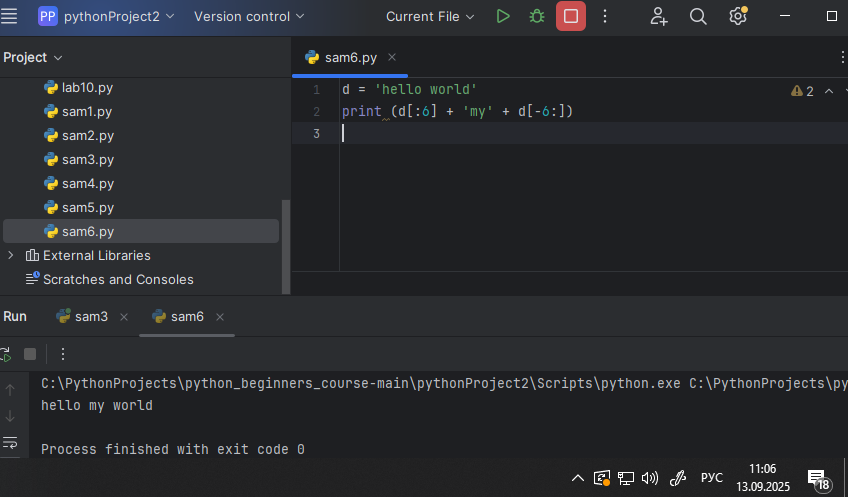 PP pythonProject2 Version control Current File
Project
sam6.py
lab10.py
sam1.py
sam2.py
sam3.py
sam4.py
sam5.py
sam6.py
External Libraries
Scratches and Consoles
1 d = 'hello world'
2 print (d[:6] + 'my' + d[-6:])
3
2
Run sam3 sam6
C:\PythonProjects\python_beginners_course-main\pythonProject2\Scripts\python.exe C:\PythonProjects\py
hello my world
Process finished with exit code 0
РУС
11:06
13.09.2025
18